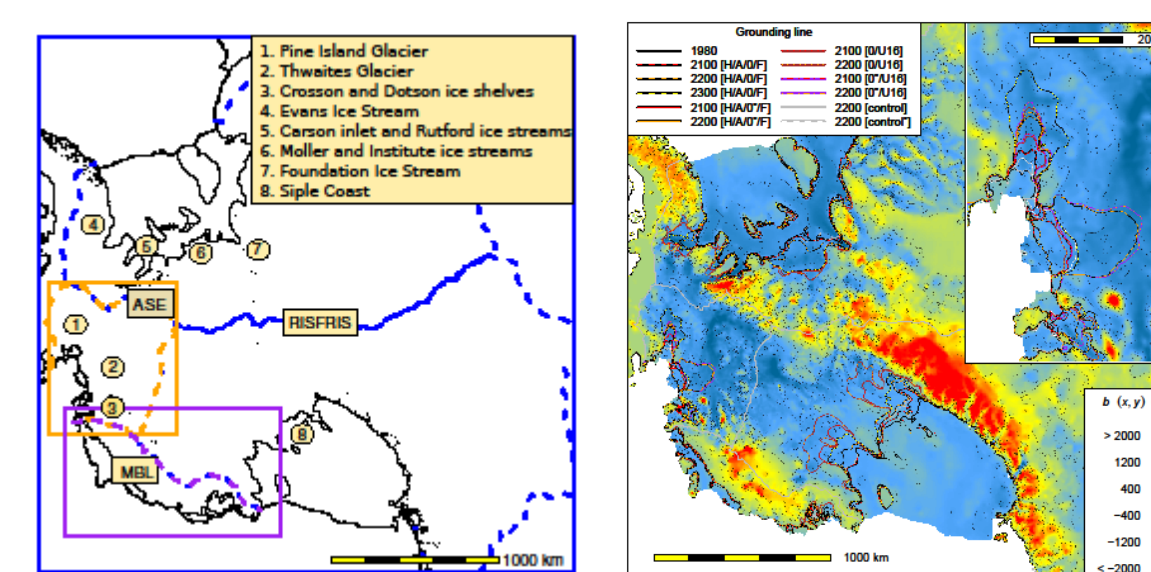 1. Pine Island Glacier
2. Thwaites Glacier
3. Crosson and Dotson ice shelves
4. Evans Ice Stream
5. Carson inlet and Rutford ice streams
6. Moller and Institute ice streams
7. Foundation Ice Stream
8. Siple Coast
4
5
6
7
ASE
1
RISFRIS
2
3
8
MBL
1000 km
Grounding line
1980
2100 [H/A/0/F]
2200 [H/A/0/F]
2300 [H/A/0/F]
2100 [H/A/0"/F]
2200 [H/A/0"/F]
2100 [0/U16]
2200 [0/U16]
2100 [0"/U16]
2200 [0"/U16]
2200 [control]
2200 [control"]
20
b (x, y)
> 2000
1200
400
−400
−1200
< −2000
1000 km